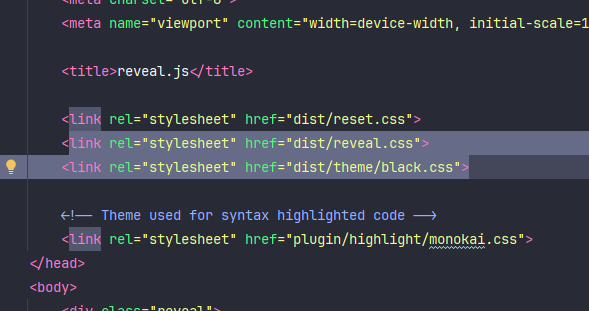 <meta charset="utf-8">
<meta name="viewport" content="width=device-width, initial-scale=1
<title>reveal.js</title>
<link rel="stylesheet" href="dist/reset.css">
<link rel="stylesheet" href="dist/reveal.css">
<link rel="stylesheet" href="dist/theme/black.css">
<!-- Theme used for syntax highlighted code -->
<link rel="stylesheet" href="plugin/highlight/monokai.css">
</head>
<body>
<div class="reveal">